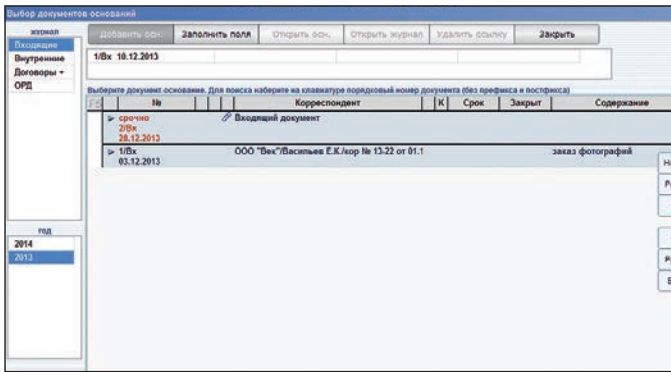 Выбор документов оснований
журнал
Входящие
Внутренние
Договоры
ОРД
Добавить осн. Заполнить поля Открыть осн. Открыть журнал Удалить ссылку Закрыть
1/Вх 10.12.2013
Выберите документ-основание. Для поиска наберите на клавиатуре порядковый номер документа (без префикса и постфикса)
F5 № Корреспондент К Срок Закрыт Содержание
срочно Входящий документ
2/Вх
28.12.2013
1/Вх ООО "Век"/Васильев Е.К./кор № 13-22 от 01.1 заказ фотографий
03.12.2013
год
2014
2013